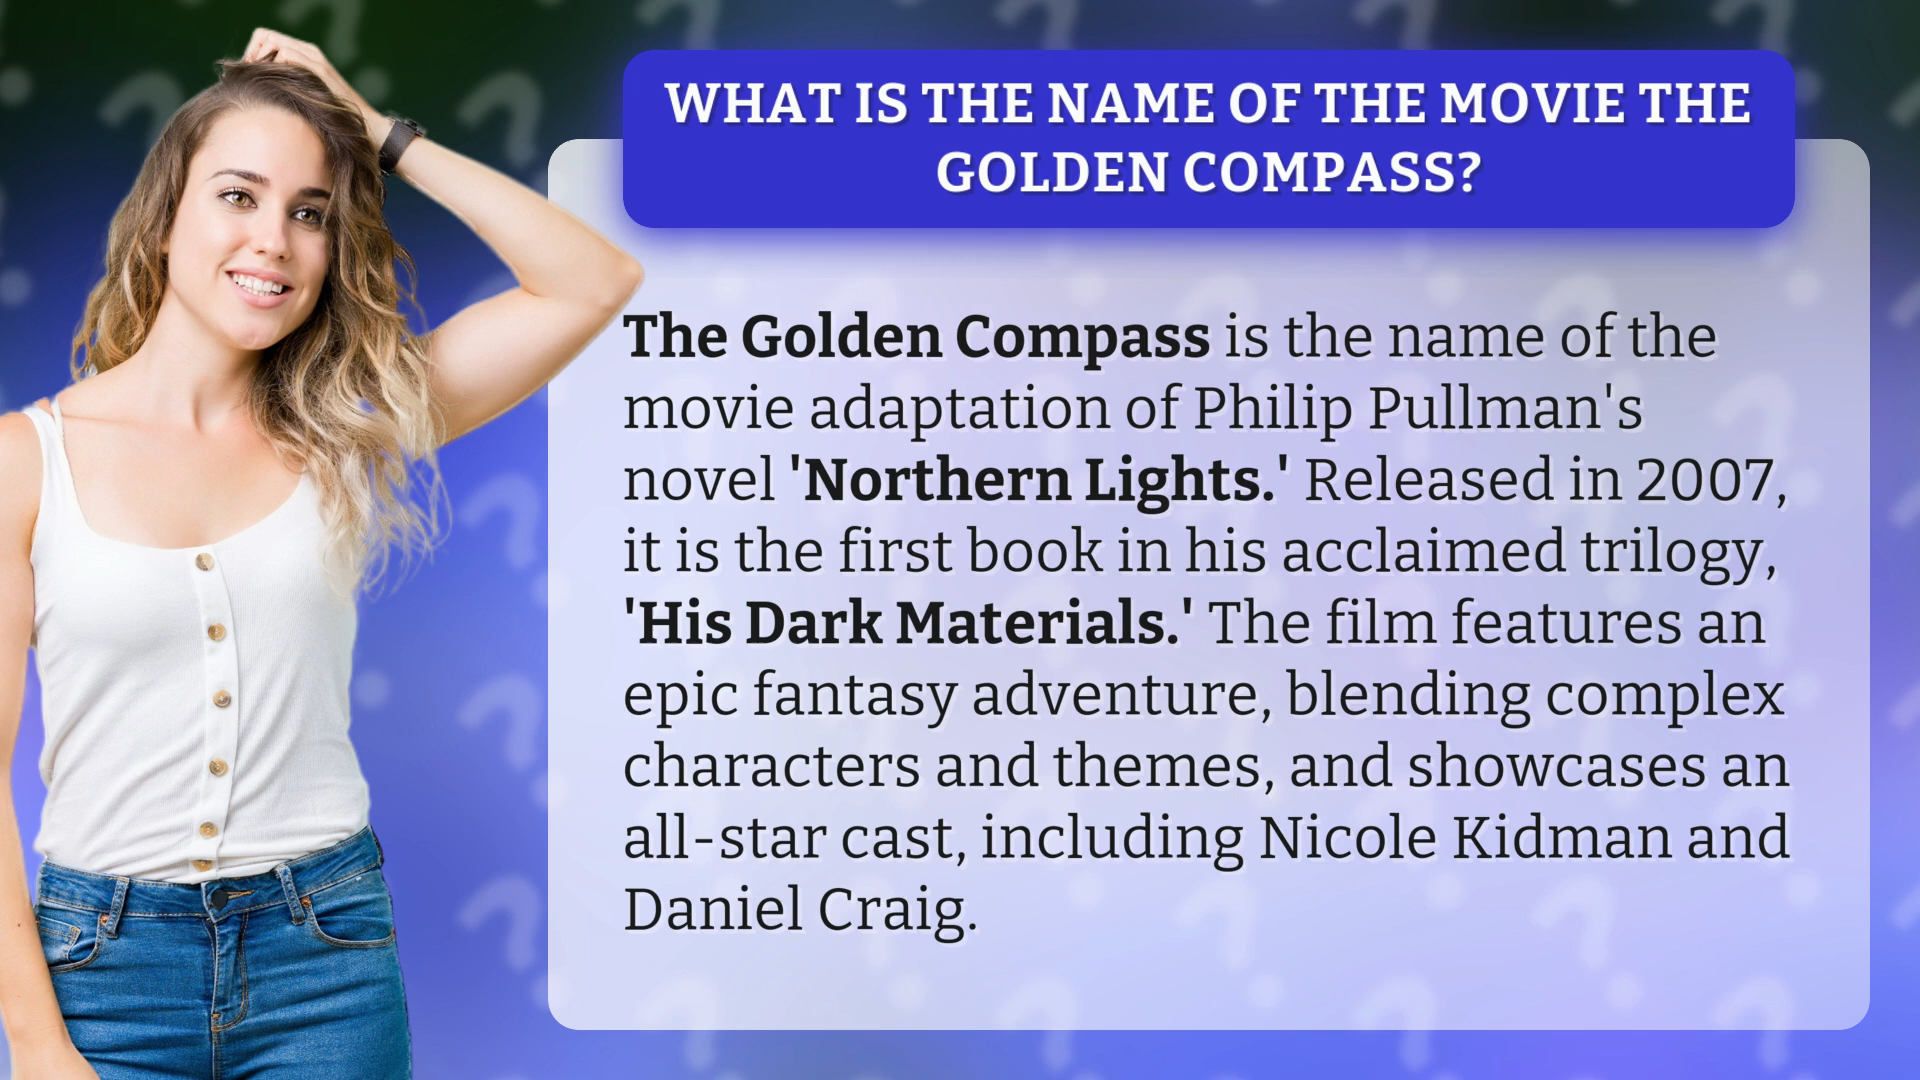 WHAT IS THE NAME OF THE MOVIE THE
GOLDEN COMPASS?
The Golden Compass is the name of the
movie adaptation of Philip Pullman's
novel 'Northern Lights.' Released in 2007,
it is the first book in his acclaimed trilogy,
'His Dark Materials.' The film features an
epic fantasy adventure, blending complex
characters and themes, and showcases an
all-star cast, including Nicole Kidman and
Daniel Craig.